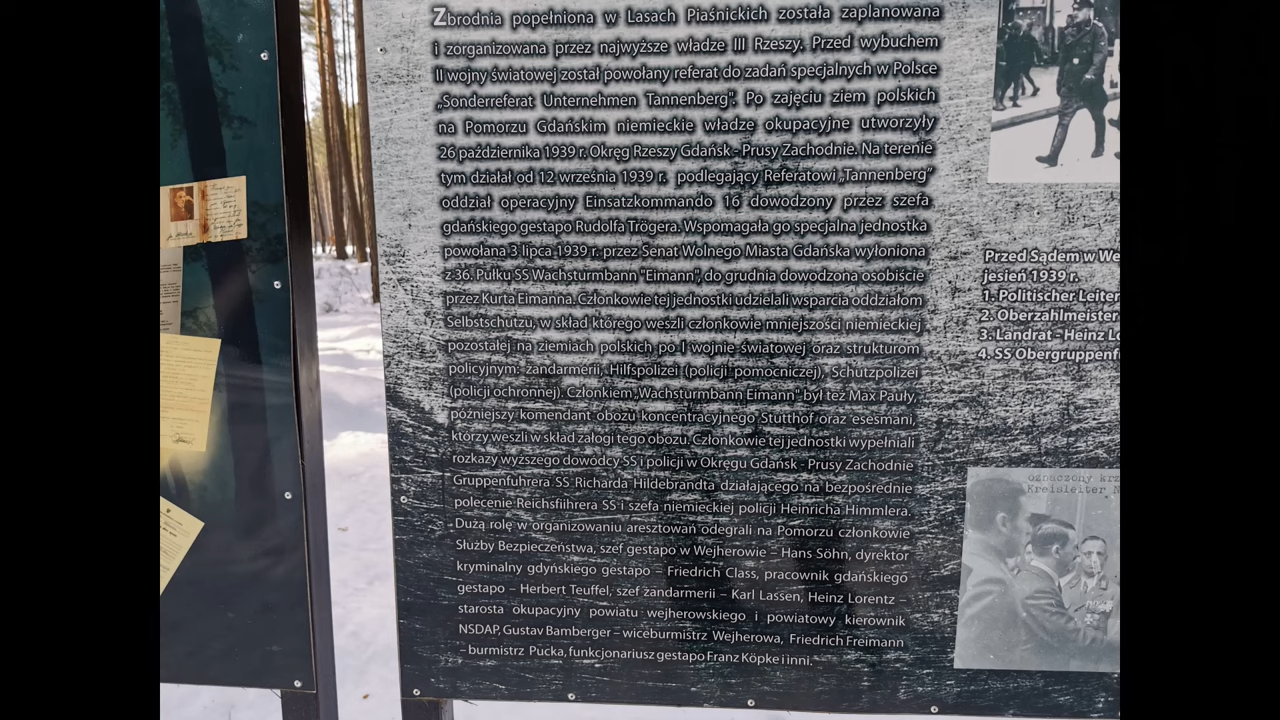 Zbrodnia popełniona w Lasach Piaśnickich została zaplanowana
i zorganizowana przez najwyższe władze III Rzeszy. Przed wybuchem
II wojny światowej został powołany referat do zadań specjalnych w Polsce
„Sonderreferat Unternehmen Tannenberg". Po zajęciu ziem polskich
na Pomorzu Gdańskim niemieckie władze okupacyjne utworzyły
26 października 1939 r. Okręg Rzeszy Gdańsk - Prusy Zachodnie. Na terenie
tym działał od 12 września 1939 r. podlegający Referatowi „Tannenberg"
oddział operacyjny Einsatzkommando 16 dowodzony przez szefa
gdańskiego gestapo Rudolfa Trögera. Wspomagała go specjalna jednostka
powołana 3 lipca 1939 r. przez Senat Wolnego Miasta Gdańska wyłoniona
z 36. Pułku SS Wachsturmbann "Eimann", do grudnia dowodzona osobiście
przez Kurta Eimanna. Członkowie tej jednostki udzielali wsparcia oddziałom
Selbstschutzu, w skład którego weszli członkowie mniejszości niemieckiej
pozostałej na ziemiach polskich po I wojnie światowej oraz strukturom
policyjnym: żandarmerii, Hilfspolizei (policji pomocniczej), Schutzpolizei
(policji ochronnej). Członkiem „Wachsturmbann Eimann" był też Max Pauly,
późniejszy komendant obozu koncentracyjnego Stutthof oraz esesmani,
którzy weszli w skład załogi tego obozu. Członkowie tej jednostki wypełniali
rozkazy wyższego dowódcy SS i policji w Okręgu Gdańsk - Prusy Zachodnie
Gruppenfuhrera SS Richarda Hildebrandta działającego na bezpośrednie
polecenie Reichsfiihrera SS i szefa niemieckiej policji Heinricha Himmlera.
Dużą rolę w organizowaniu aresztowań odegrali na Pomorzu członkowie
Służby Bezpieczeństwa, szef gestapo w Wejherowie – Hans Söhn, dyrektor
kryminalny gdyńskiego gestapo – Friedrich Class, pracownik gdańskiego
gestapo – Herbert Teuffel, szef żandarmerii – Karl Lassen, Heinz Lorentz –
starosta okupacyjny powiatu wejherowskiego i powiatowy kierownik
NSDAP, Gustav Bamberger – wiceburmistrz Wejherowa, Friedrich Freimann
– burmistrz Pucka, funkcjonariusz gestapo Franz Köpke i inni.
Przed Sądem w We
jesień 1939 r.
1. Politischer Leiter
2. Oberzahlmeister
3. Landrat - Heinz Lo
4. SS Obergruppenf
oznaczony krz
Kreisleiter N